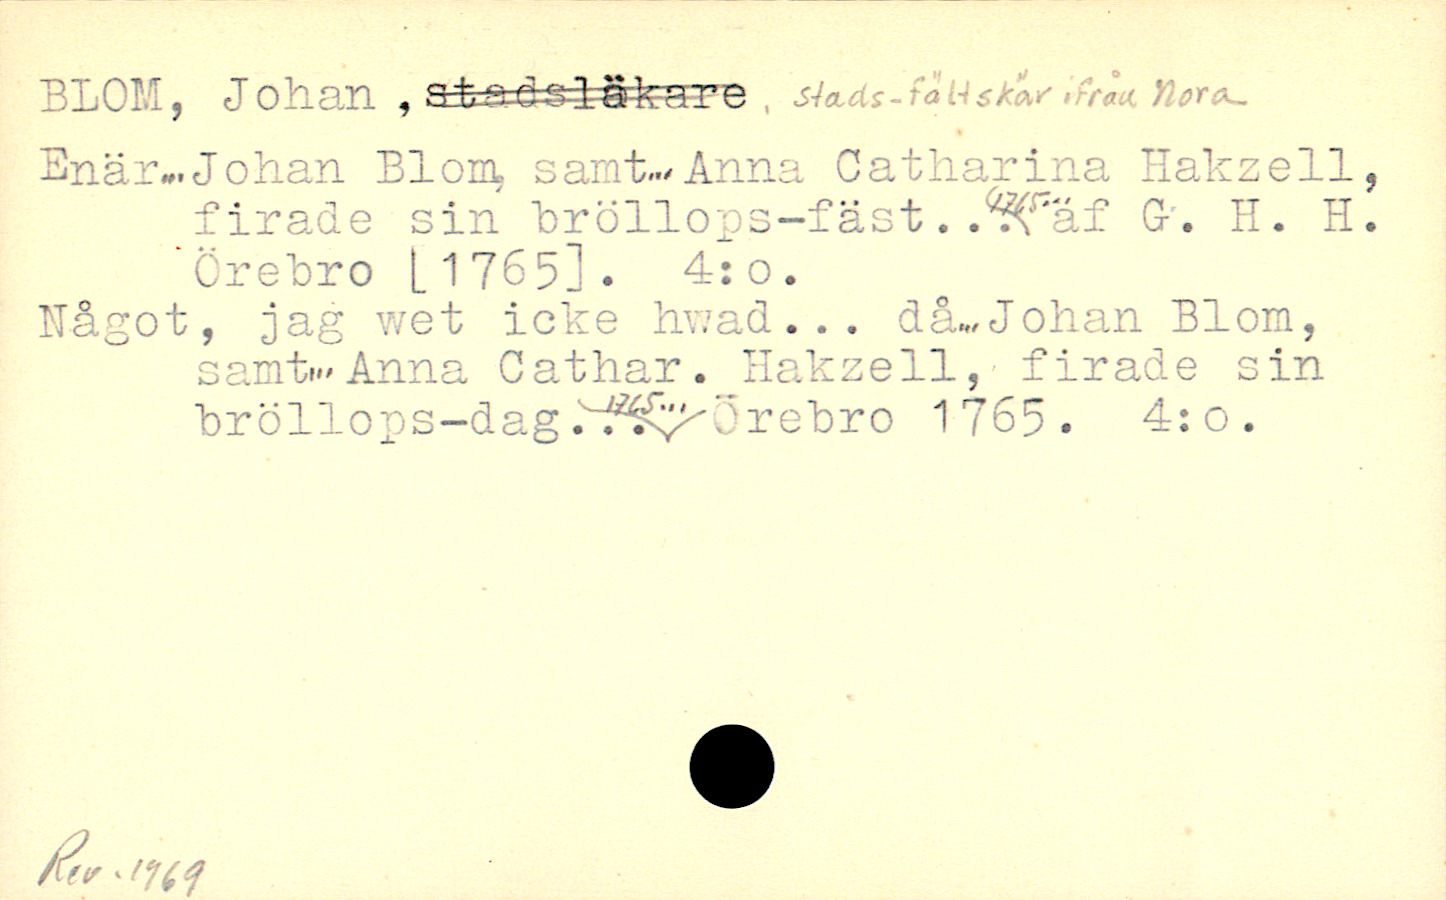 BLOM, Johan , stadsläkare, stads-fältskär ifrån Nora
Enär... Johan Blom, samt... Anna Catharina Hakzell,
firade sin bröllops-fäst... 1765... äf G. H. H.
Örebro [1765]. 4:o.
Något, jag wet icke hwad... då... Johan Blom,
samt... Anna Cathar. Hakzell, firade sin
bröllops-dag... 1765... Örebro 1765. 4:o.
Rev. 1969